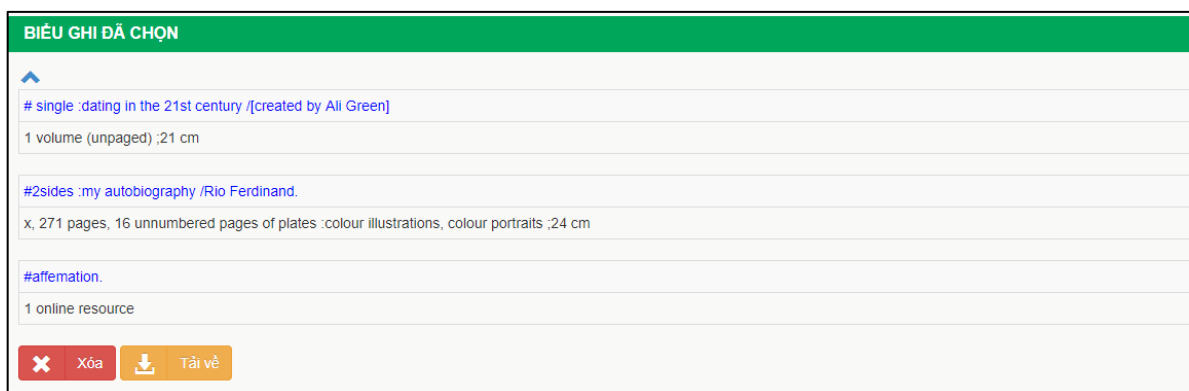 BIỂU GHI ĐÃ CHỌN
# single :dating in the 21st century /[created by Ali Green]
1 volume (unpaged) ;21 cm
#2sides :my autobiography /Rio Ferdinand.
x, 271 pages, 16 unnumbered pages of plates :colour illustrations, colour portraits ;24 cm
#affemation.
1 online resource
Xóa Tải về